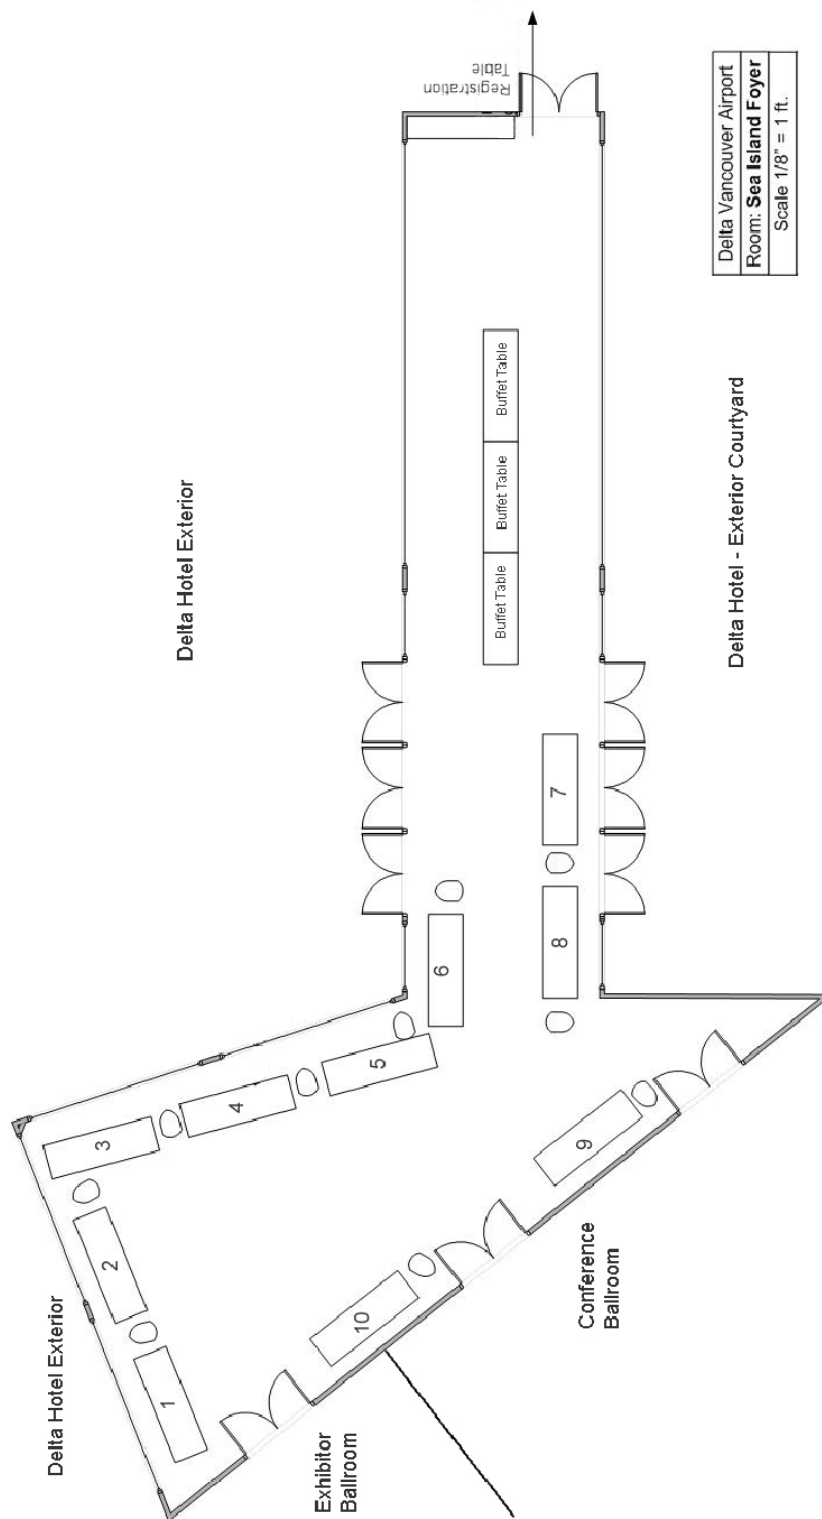 Registration
Table
Delta Vancouver Airport
Room: Sea Island Foyer
Scale 1/8" = 1 ft.
Delta Hotel Exterior
Buffet Table
Buffet Table
Buffet Table
Delta Hotel - Exterior Courtyard
7
8
6
5
4
3
2
1
9
10
Delta Hotel Exterior
Conference
Ballroom
Exhibitor
Ballroom